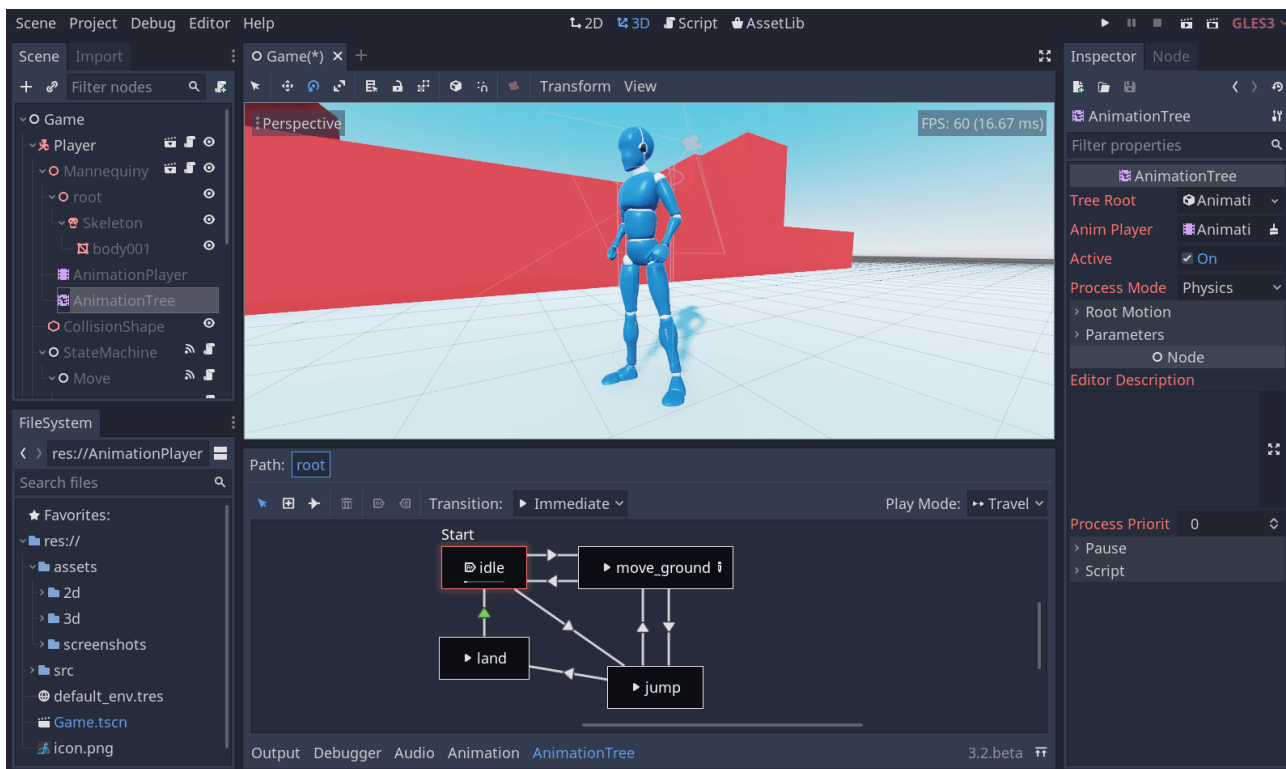 Scene Project Debug Editor Help
2D 3D Script AssetLib
GLES3
Scene Import
Filter nodes
Game
Player
Mannequiny
root
Skeleton
body001
AnimationPlayer
AnimationTree
CollisionShape
StateMachine
Move
FileSystem
res://AnimationPlayer
Search files
Favorites:
res://
assets
2d
3d
screenshots
src
default_env.tres
Game.tscn
icon.png
Game(*)
Transform View
Perspective
FPS: 60 (16.67 ms)
Path: root
Transition: Immediate
Play Mode: Travel
Start
idle
move_ground
land
jump
Output Debugger Audio Animation AnimationTree
3.2.beta
Inspector Node
AnimationTree
Filter properties
AnimationTree
Tree Root Animati
Anim Player Animati
Active On
Process Mode Physics
Root Motion
Parameters
Node
Editor Description
Process Priorit 0
Pause
Script